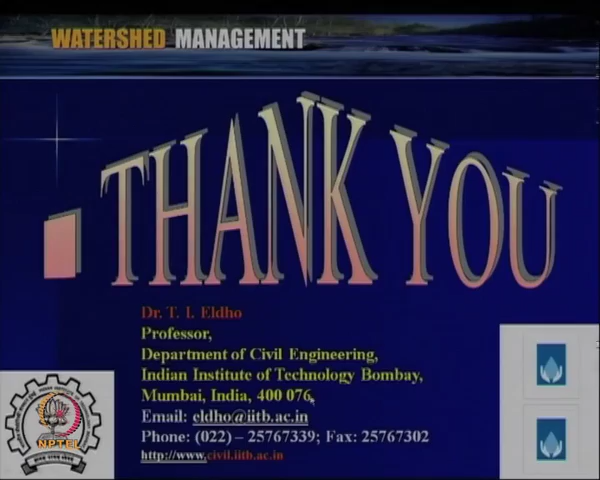 WATERSHED MANAGEMENT
THANK YOU
Dr. T. I. Eldho
Professor,
Department of Civil Engineering,
Indian Institute of Technology Bombay,
Mumbai, India, 400 076.
Email: eldho@iitb.ac.in
Phone: (022) – 25767339; Fax: 25767302
http://www.civil.iitb.ac.in
NPTEL